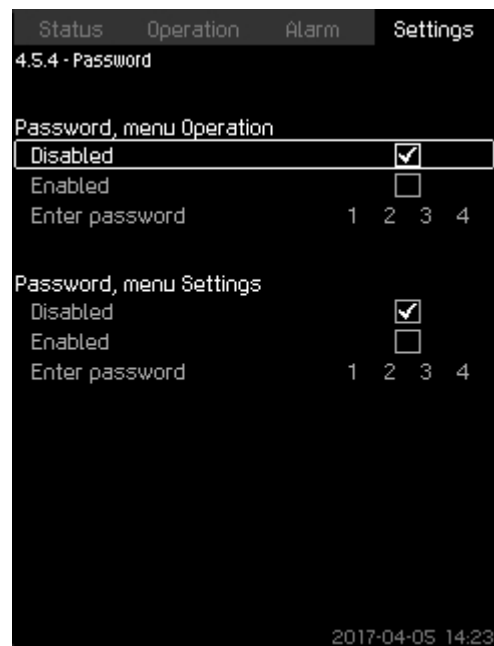 Status Operation Alarm Settings
4.5.4 - Password
Password, menu Operation
Disabled
Enabled
Enter password 1 2 3 4
Password, menu Settings
Disabled
Enabled
Enter password 1 2 3 4
2017-04-05 14:23